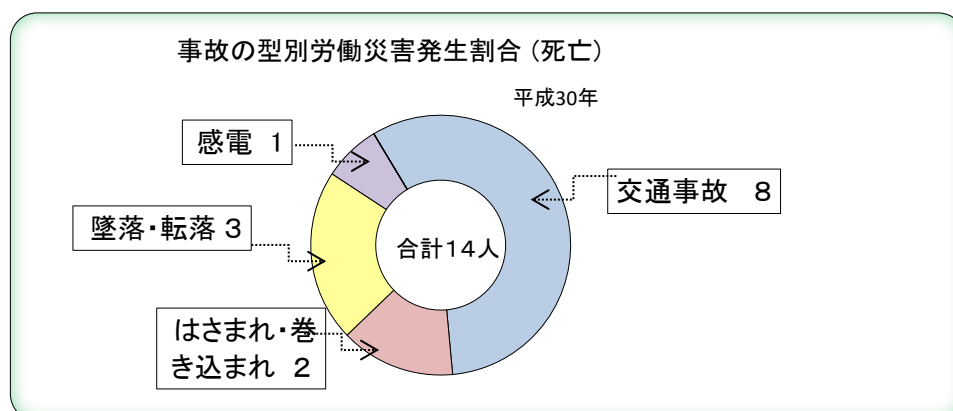 事故の型別労働災害発生割合（死亡）
平成30年
感電 1
交通事故 8
墜落・転落 3
合計14人
はさまれ・巻
き込まれ 2